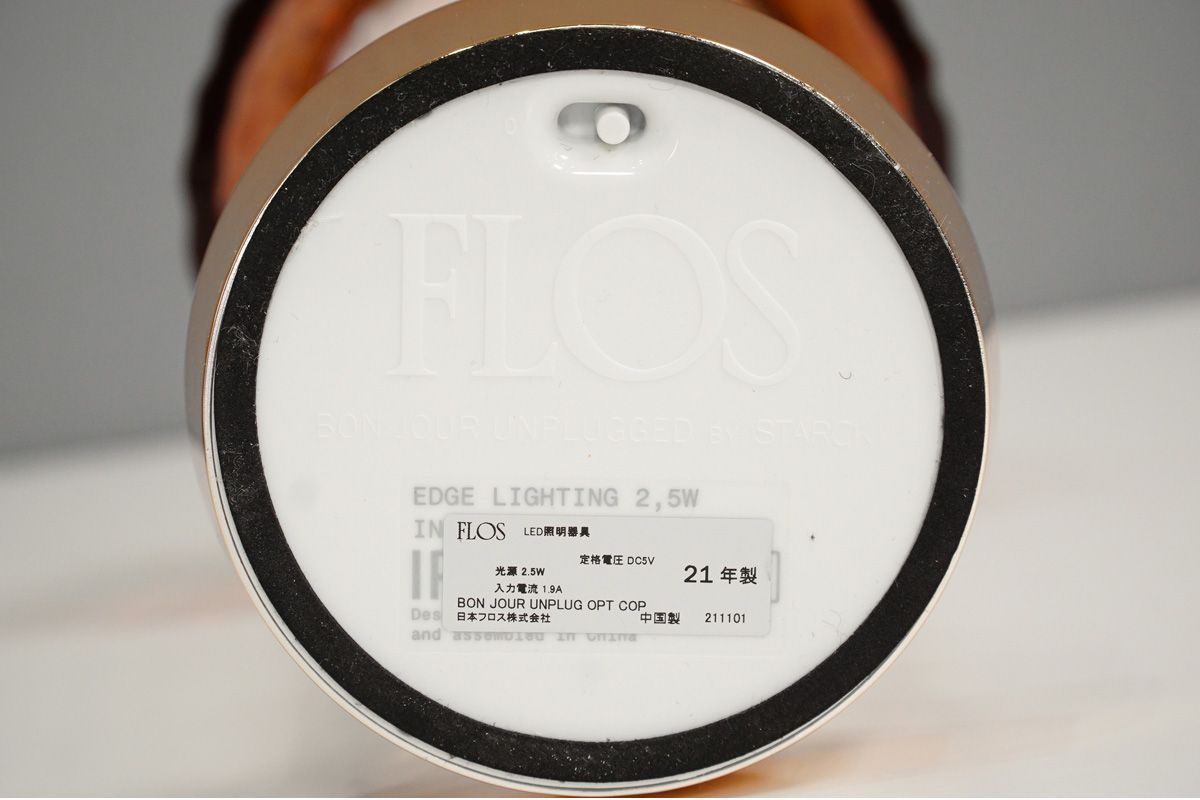 0
FLOS
BON JOUR UNPLUGGED BY STARCK
EDGE LIGHTING 2,5W
IN
FLOS LED照明器具
定格電圧 DC5V
光源 2.5W
21年製
入力電流 1.9A
BON JOUR UNPLUG OPT COP
日本フロス株式会社 中国製 211101
Des
and assembled in China